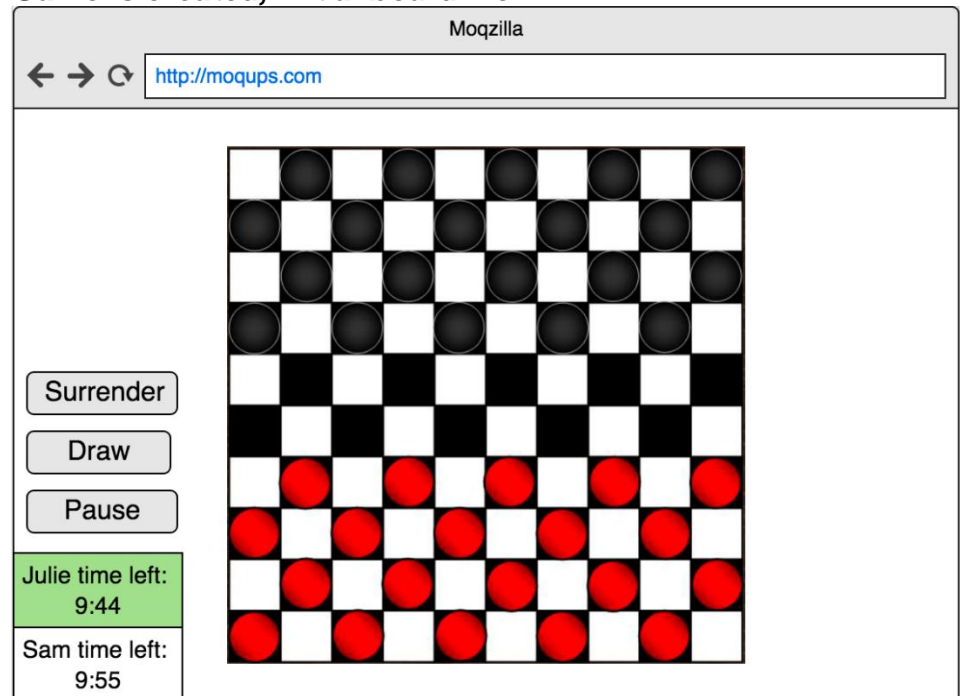 Moqzilla
http://moqups.com
Surrender
Draw
Pause
Julie time left:
9:44
Sam time left:
9:55